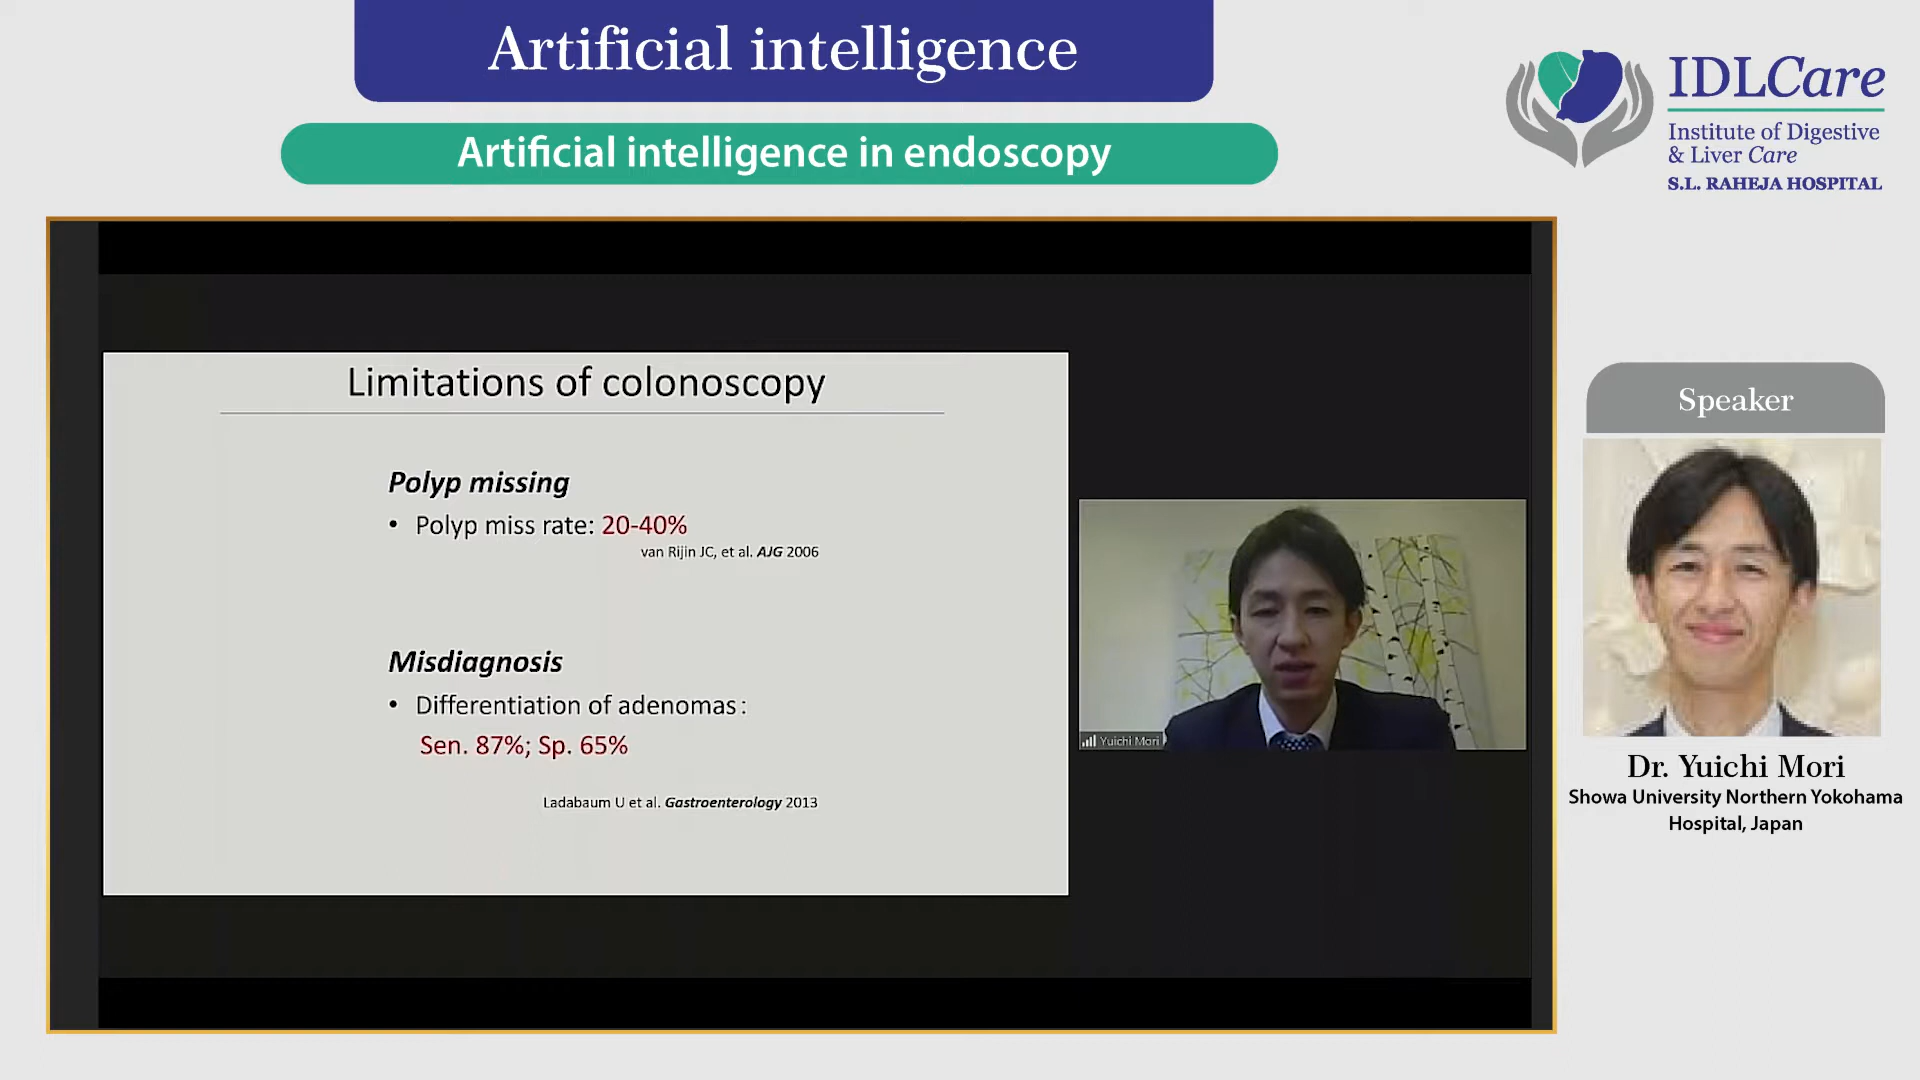 Artificial intelligence
Artificial intelligence in endoscopy
IDLCare
Institute of Digestive
& Liver Care
S.L. RAHEJA HOSPITAL
Limitations of colonoscopy
Polyp missing
• Polyp miss rate: 20-40%
van Rijin JC, et al. AJG 2006
Misdiagnosis
• Differentiation of adenomas:
Sen. 87%; Sp. 65%
Ladabaum U et al. Gastroenterology 2013
Yuichi Mori
Speaker
Dr. Yuichi Mori
Showa University Northern Yokohama
Hospital, Japan